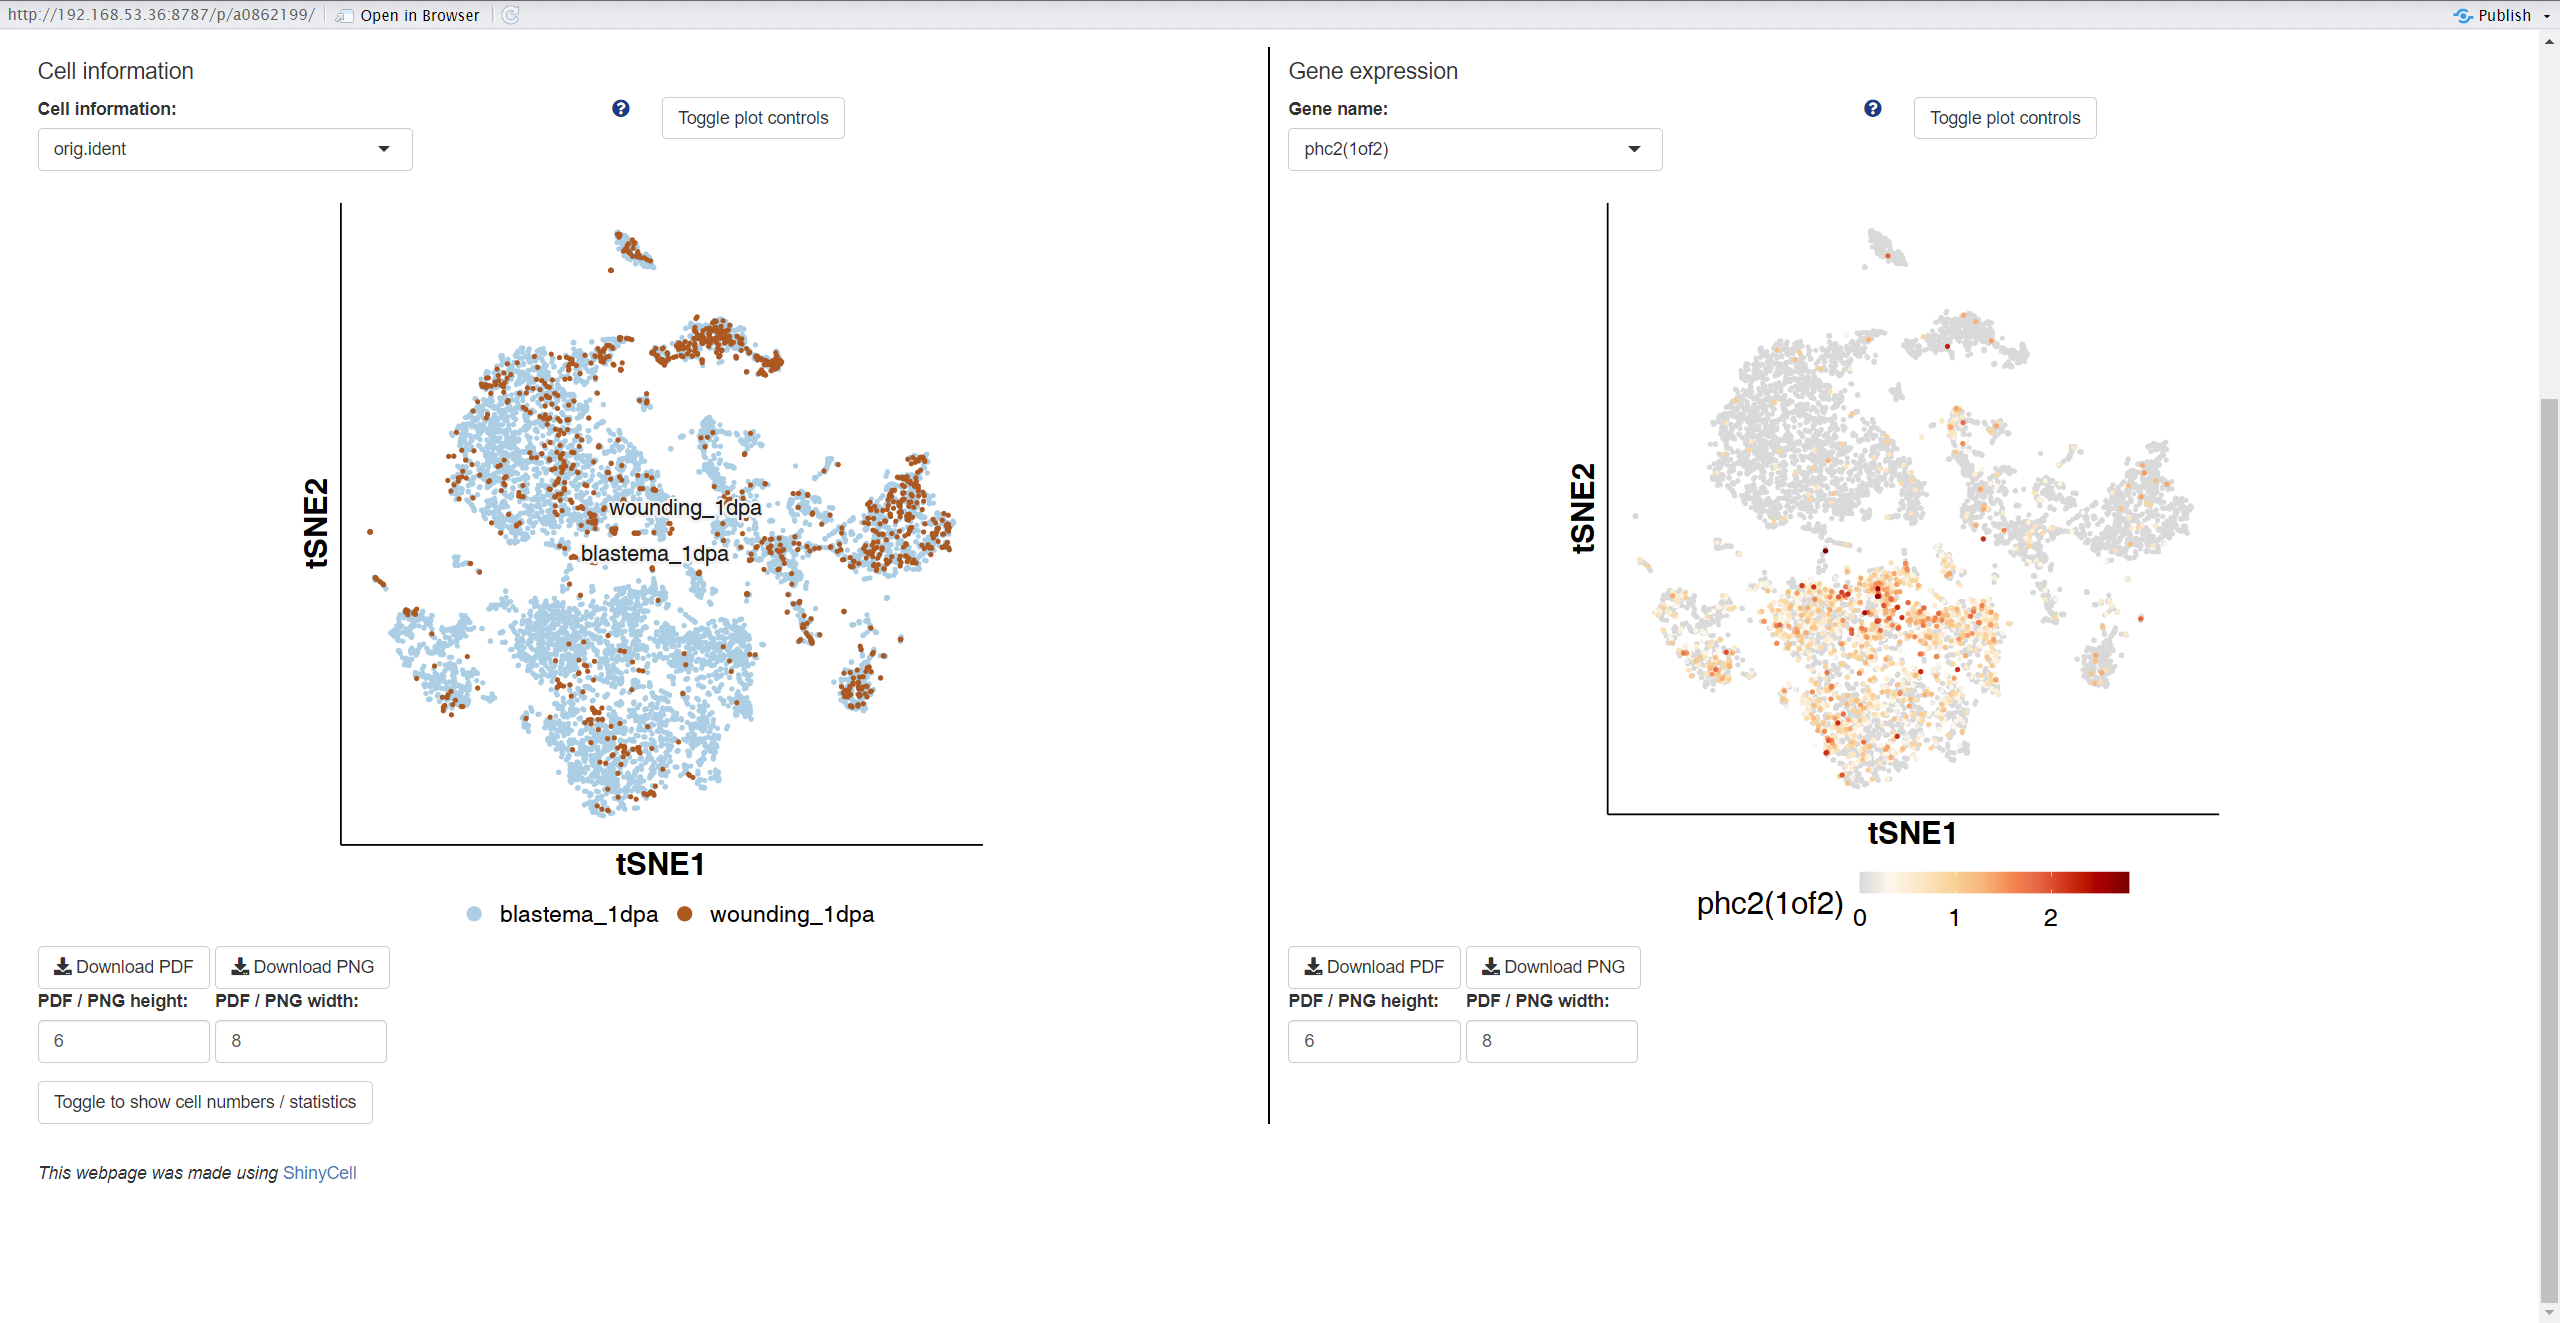 http://192.168.53.36:8787/p/a0862199/ Open in Browser Publish
Cell information
Cell information:
orig.ident
Toggle plot controls
tSNE2
wounding_1dpa
blastema_1dpa
tSNE1
blastema_1dpa wounding_1dpa
Download PDF Download PNG
PDF / PNG height: PDF / PNG width:
6 8
Toggle to show cell numbers / statistics
This webpage was made using ShinyCell
Gene expression
Gene name:
phc2(1of2)
Toggle plot controls
tSNE2
tSNE1
phc2(1of2)
0 1 2
Download PDF Download PNG
PDF / PNG height: PDF / PNG width:
6 8